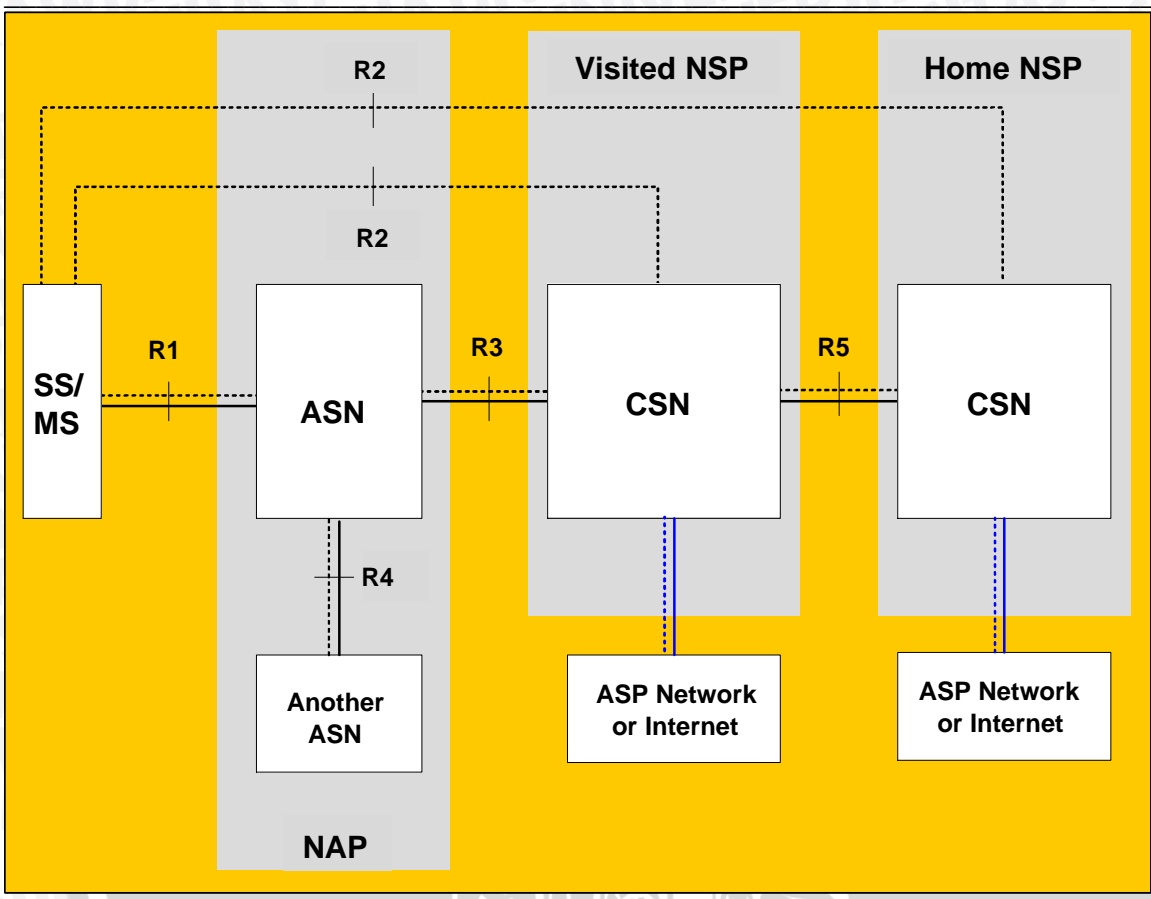 R2
Visited NSP
Home NSP
R2
R1
R3
R5
SS/
MS
ASN
CSN
CSN
R4
Another
ASN
ASP Network
or Internet
ASP Network
or Internet
NAP